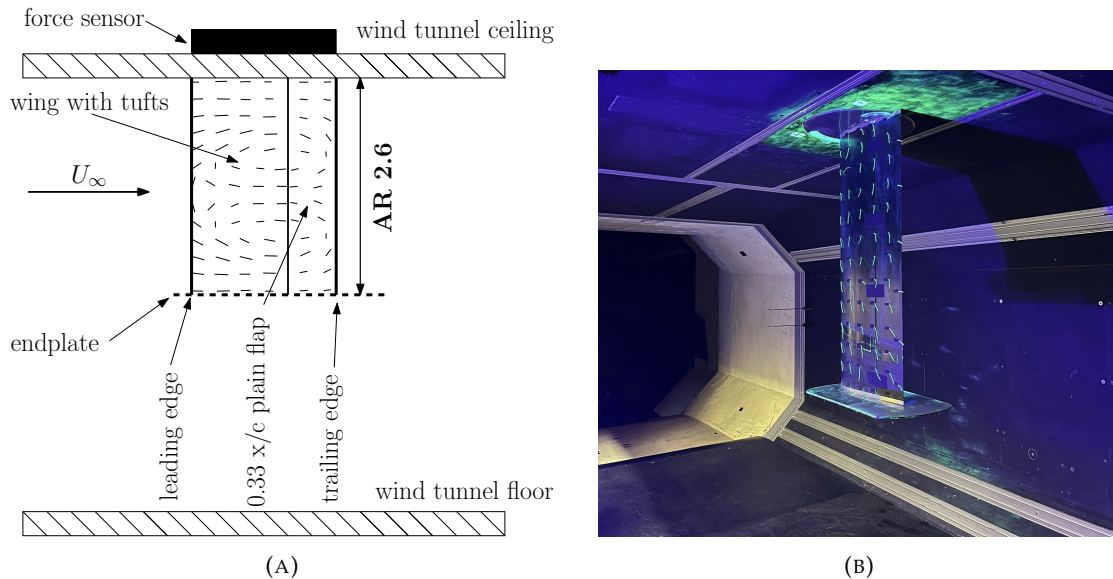 force sensor
wind tunnel ceiling
wing with tufts
U∞
AR 2.6
endplate
leading edge
0.33 x/c plain flap
trailing edge
wind tunnel floor
(A)
(B)